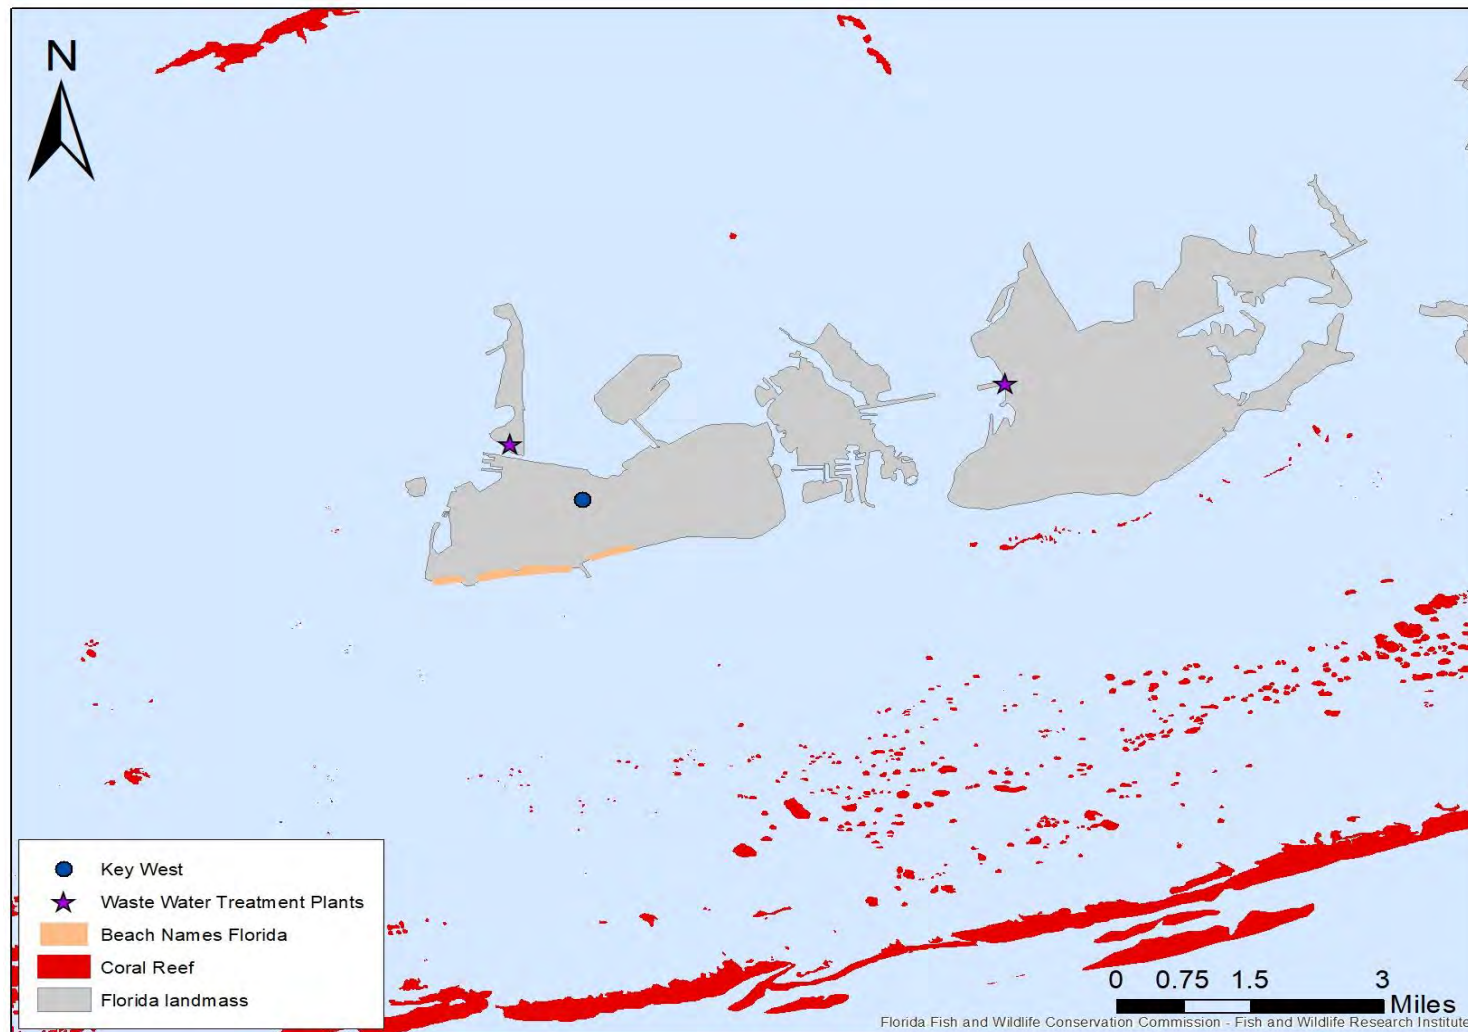 N
Key West
Waste Water Treatment Plants
Beach Names Florida
Coral Reef
Florida landmass
0 0.75 1.5 3
Miles
Florida Fish and Wildlife Conservation Commission - Fish and Wildlife Research Institute